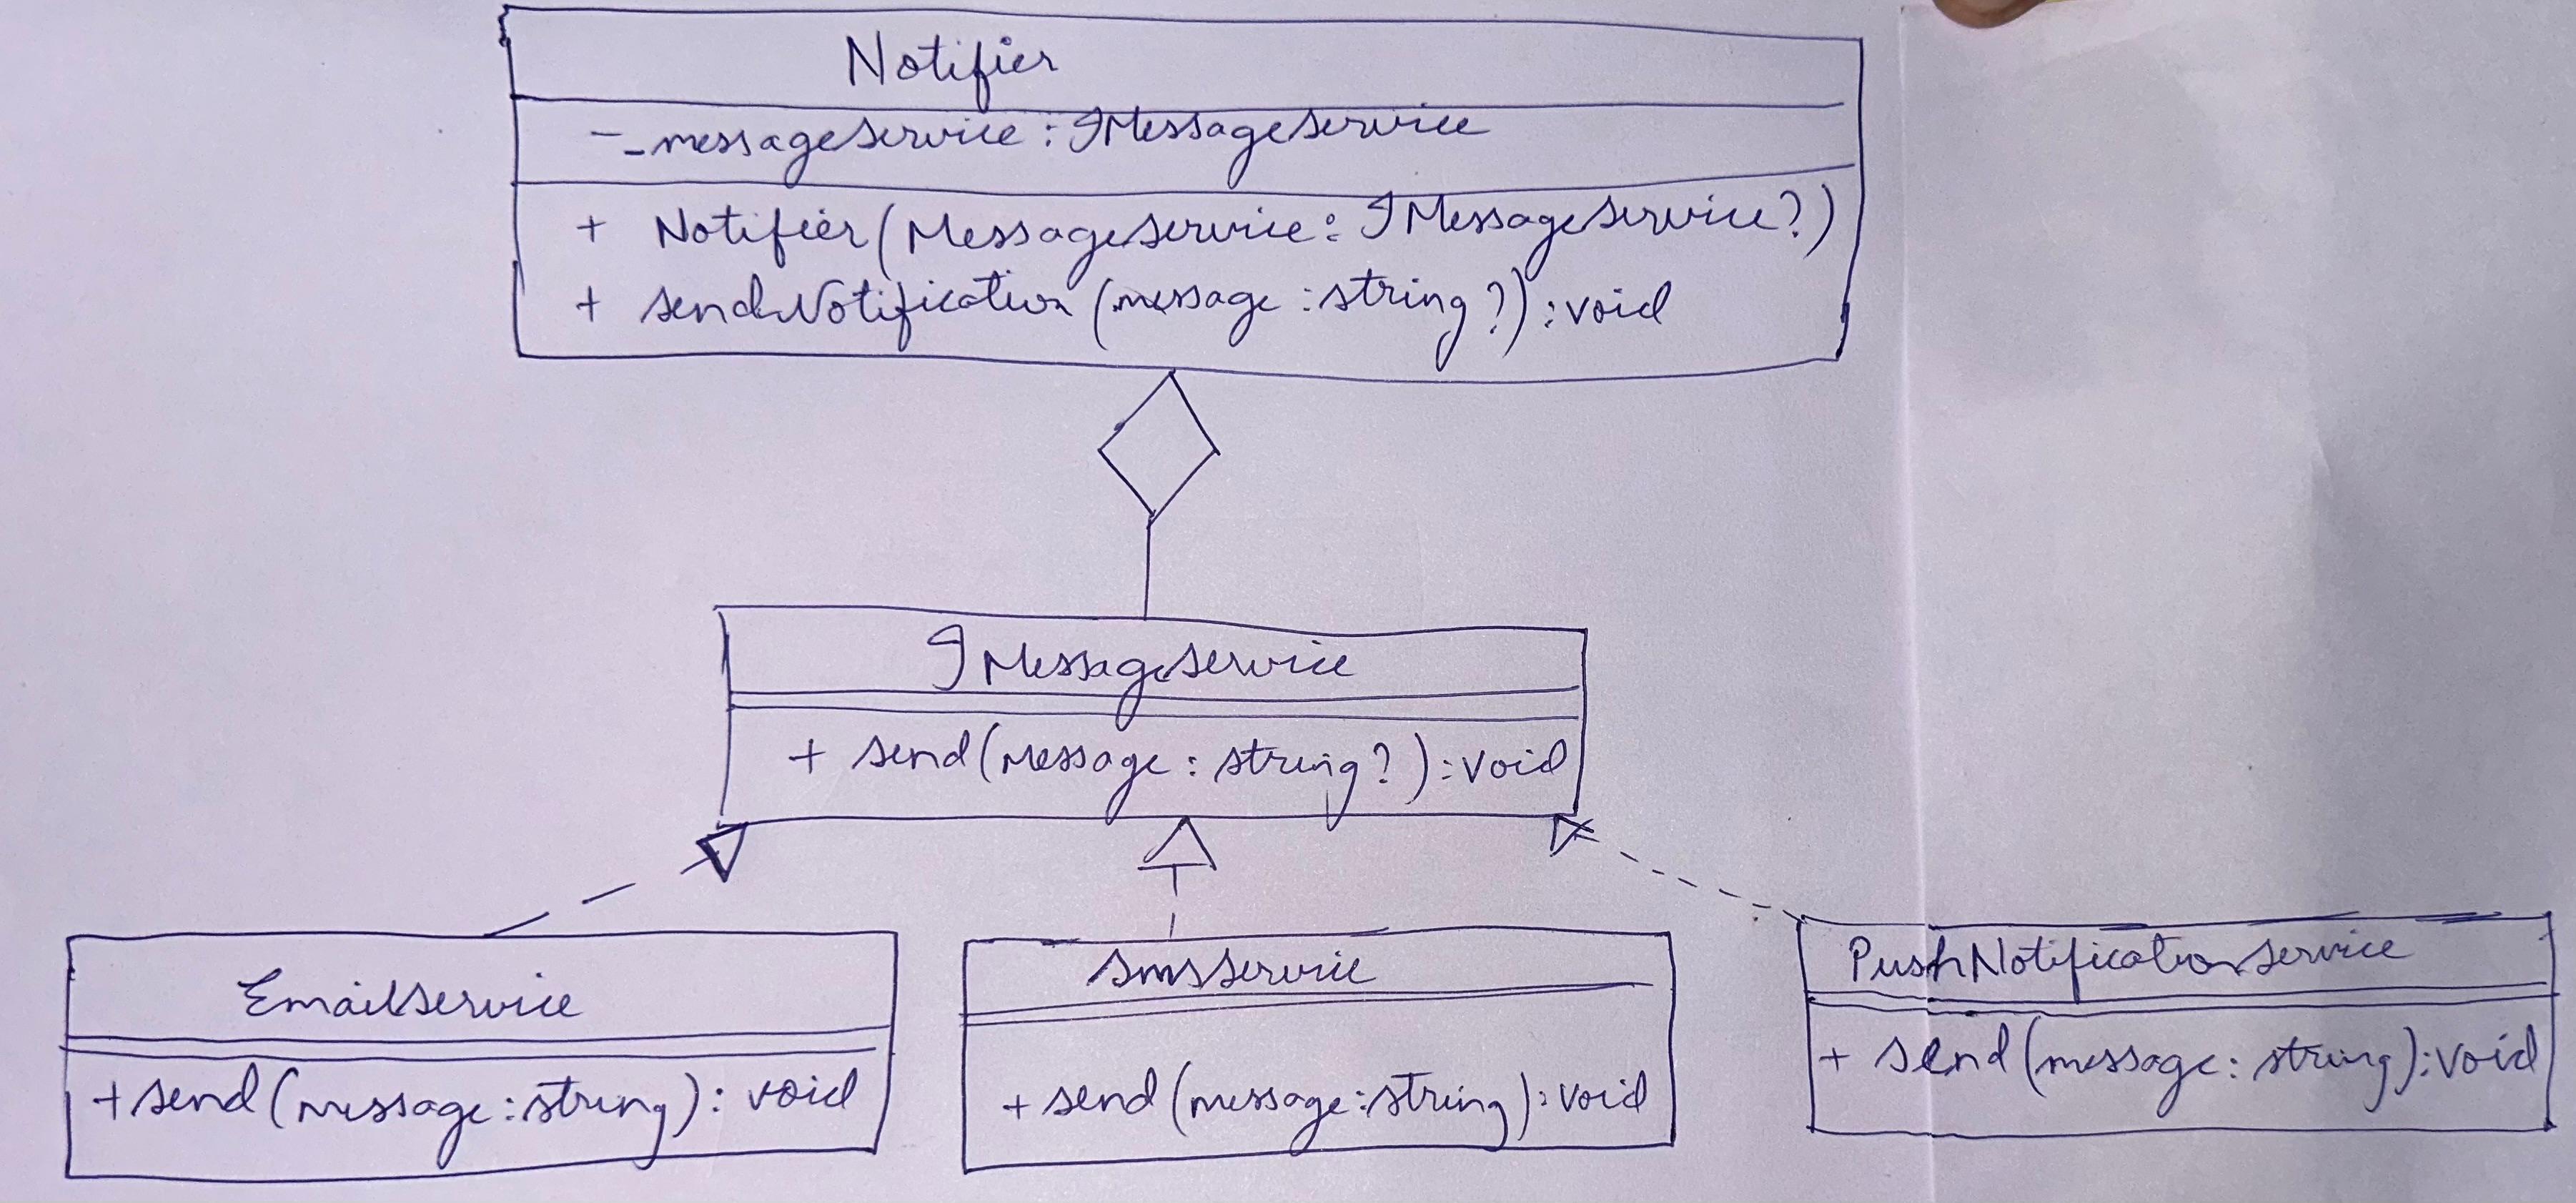 Notifier
- _messageService : IMessageService
+ Notifier(MessageService: IMessageService?)
+ sendNotification (message : string?) : void
IMessageService
+ send(message : string?) : void
EmailService
+ send(message : string) : void
SmsService
+ send(message : string) : void
PushNotificationService
+ send(message : string) : void